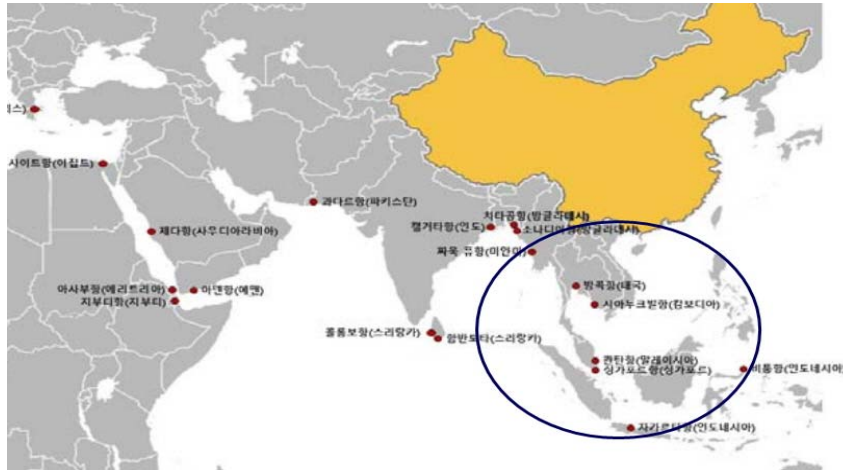 사이트항(이집트)
과다르항(파키스탄)
제다항(사우디아라비아)
치타공항(방글라데시)
캘거타항(인도)
소나디아항(방글라데시)
짜욱 퓨항(미얀마)
아사부항(에리트리아)
아덴항(예멘)
지부디항(지부디)
방콕항(태국)
시아누크빌항(캄보디아)
콜롬보항(스리랑카)
함반토타(스리랑카)
콴탄항(말레이시아)
싱가포르항(싱가포르)
비통항(인도네시아)
자카르타항(인도네시아)